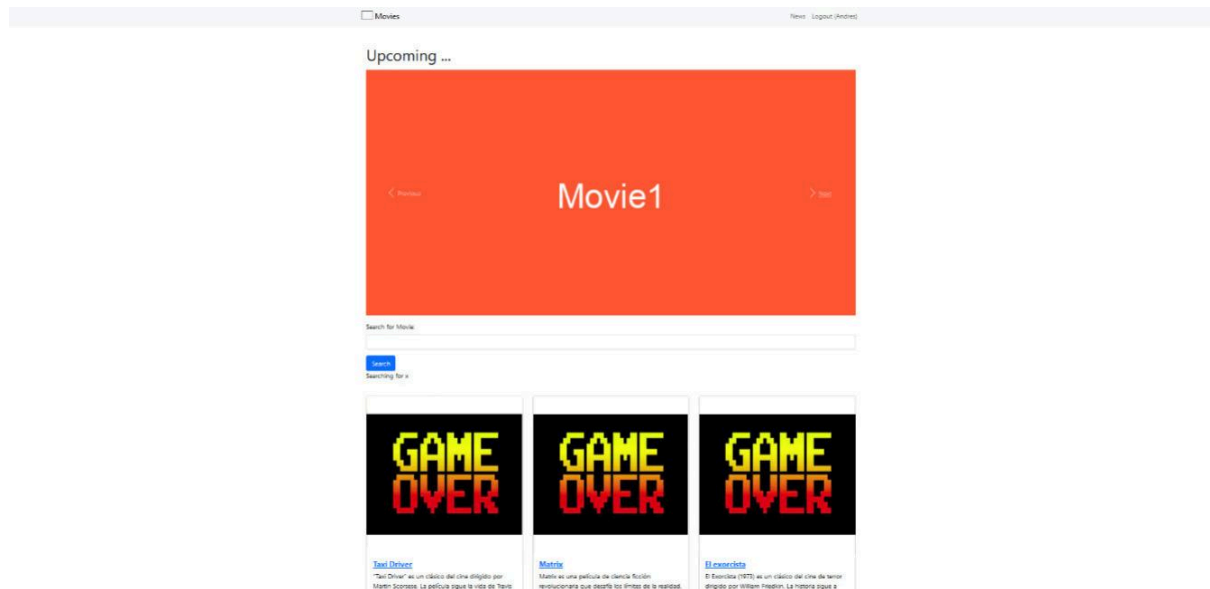 Movies
News Logout (Andres)
Upcoming ...
Movie1
Previous
Next
Search for Movie:
Search
Searching for x
GAME
OVER
GAME
OVER
GAME
OVER
Taxi Driver
"Taxi Driver" es un clásico del cine dirigido por
Martin Scorsese. La película sigue la vida de Travis
Matrix
Matrix es una película de ciencia ficción
revolucionaria que desafía los límites de la realidad.
El exorcista
El Exorcista (1973) es un clásico del cine de terror
dirigido por William Friedkin. La historia sigue a